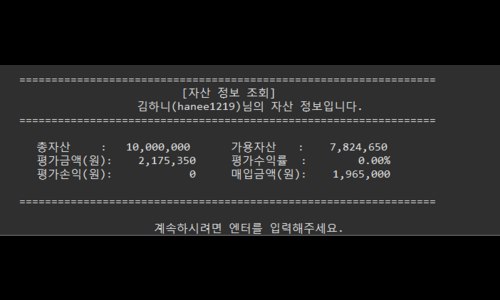 =================================================================
[자산 정보 조회]
김하니(hanee1219)님의 자산 정보입니다.
=================================================================
총자산 : 10,000,000 가용자산 : 7,824,650
평가금액(원): 2,175,350 평가수익률 : 0.00%
평가손익(원): 0 매입금액(원): 1,965,000
=================================================================
계속하시려면 엔터를 입력해주세요.